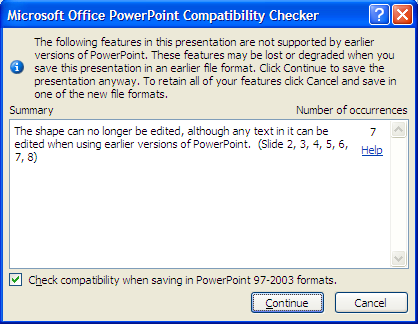 Microsoft Office PowerPoint Compatibility Checker
The following features in this presentation are not supported by earlier
versions of PowerPoint. These features may be lost or degraded when you
save this presentation in an earlier file format. Click Continue to save the
presentation anyway. To retain all of your features click Cancel and save in
one of the new file formats.
Summary Number of occurrences
The shape can no longer be edited, although any text in it can be 7
edited when using earlier versions of PowerPoint. (Slide 2, 3, 4, 5, 6, Help
7, 8)
Check compatibility when saving in PowerPoint 97-2003 formats.
Continue Cancel